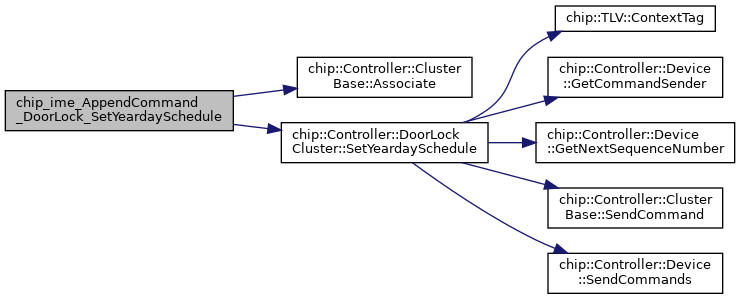 chip_ime_AppendCommand
_DoorLock_SetYeardaySchedule
chip::Controller::Cluster
Base::Associate
chip::Controller::DoorLock
Cluster::SetYeardaySchedule
chip::TLV::ContextTag
chip::Controller::Device
::GetCommandSender
chip::Controller::Device
::GetNextSequenceNumber
chip::Controller::Cluster
Base::SendCommand
chip::Controller::Device
::SendCommands